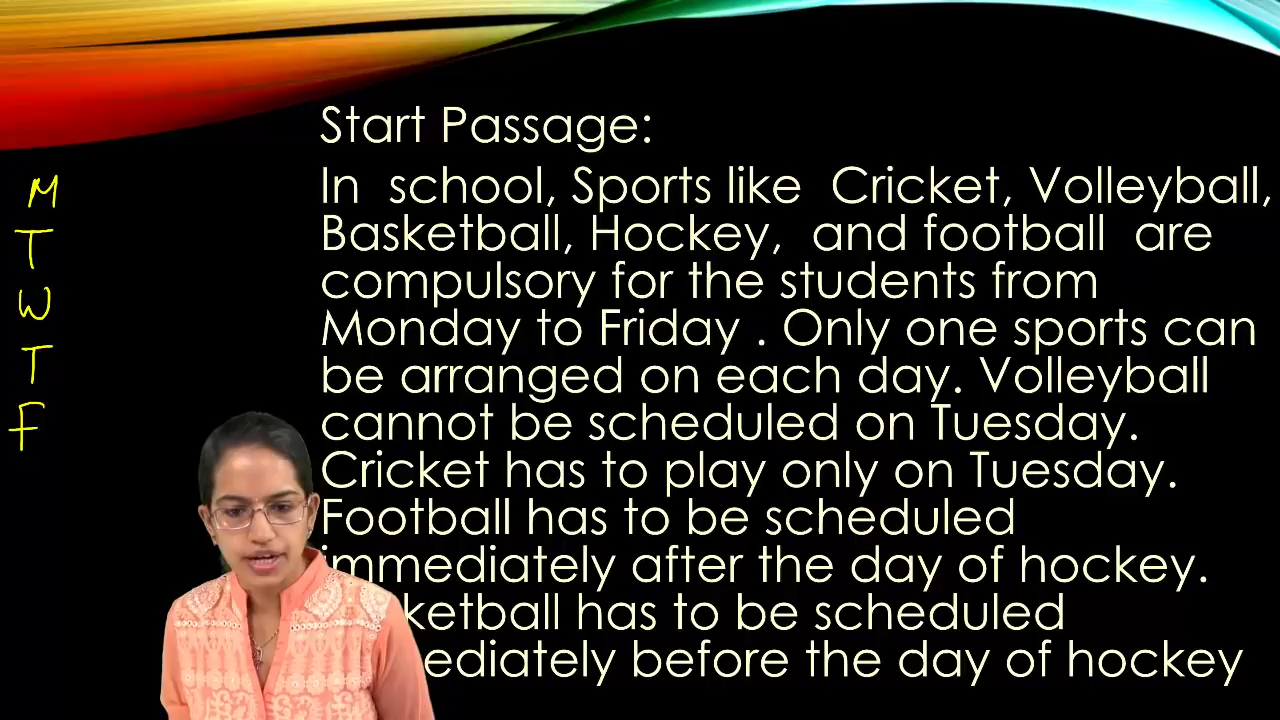 Start Passage:
In school, Sports like Cricket, Volleyball,
Basketball, Hockey, and football are
compulsory for the students from
Monday to Friday . Only one sports can
be arranged on each day. Volleyball
cannot be scheduled on Tuesday.
Cricket has to play only on Tuesday.
Football has to be scheduled
immediately after the day of hockey.
ketball has to be scheduled
ediately before the day of hockey
M
T
W
T
F